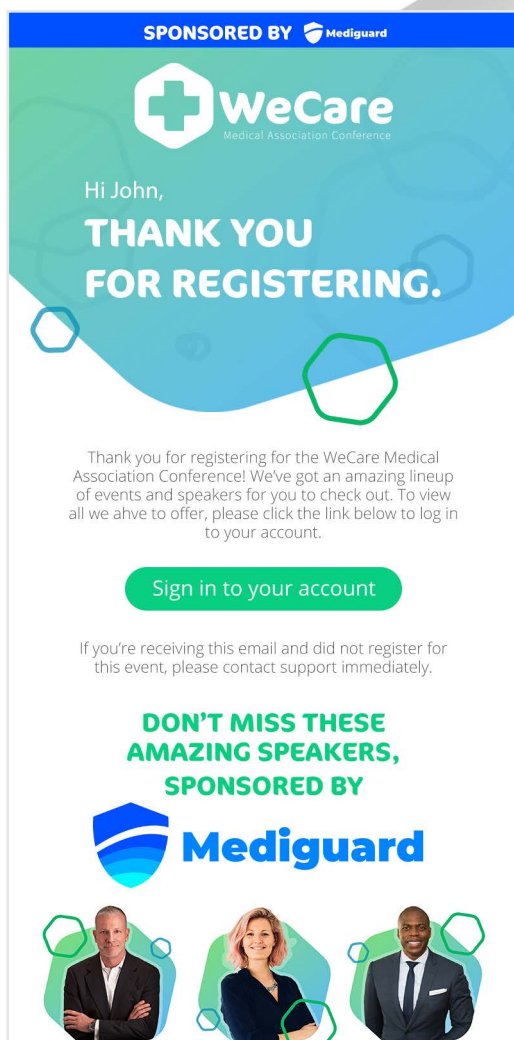 SPONSORED BY Mediguard
WeCare
Medical Association Conference
Hi John,
THANK YOU
FOR REGISTERING.
Thank you for registering for the WeCare Medical
Association Conference! We've got an amazing lineup
of events and speakers for you to check out. To view
all we ahve to offer, please click the link below to log in
to your account.
Sign in to your account
If you're receiving this email and did not register for
this event, please contact support immediately.
DON'T MISS THESE
AMAZING SPEAKERS,
SPONSORED BY
Mediguard